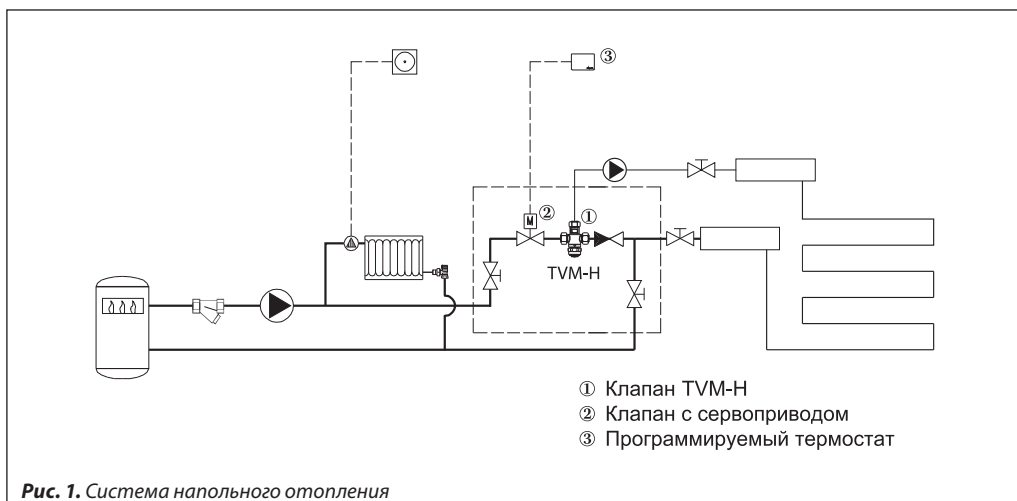 ③
②
M
①
TVM-H
① Клапан TVM-H
② Клапан с сервоприводом
③ Программируемый термостат
Рис. 1. Система напольного отопления